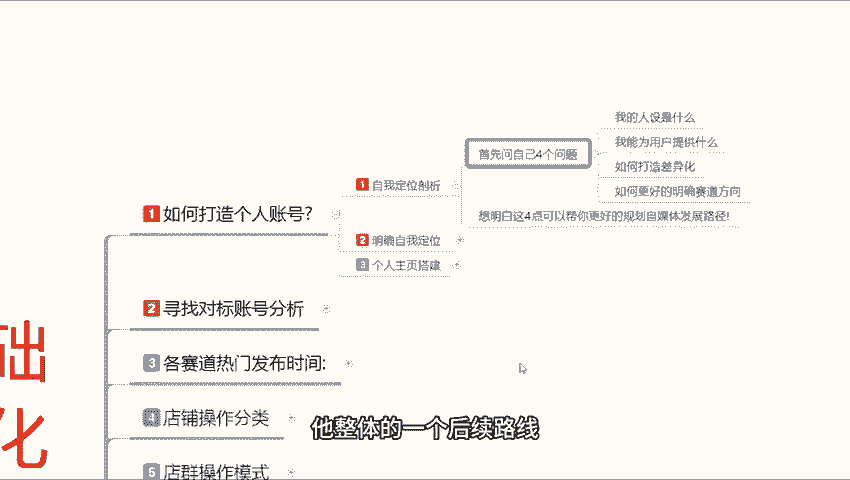 我的人设是什么
我能为用户提供什么
首先问自己4个问题
如何打造差异化
1 自我定位剖析
如何更好的明确赛道方向
1 如何打造个人账号?
想明白这4点可以帮你更好的规划自媒体发展路径!
2 明确自我定位
3 个人主页搭建
2 寻找对标账号分析
础
3 各赛道热门发布时间:
4 店铺操作分类
他整体的一个后续路线
化
5 店群操作模式